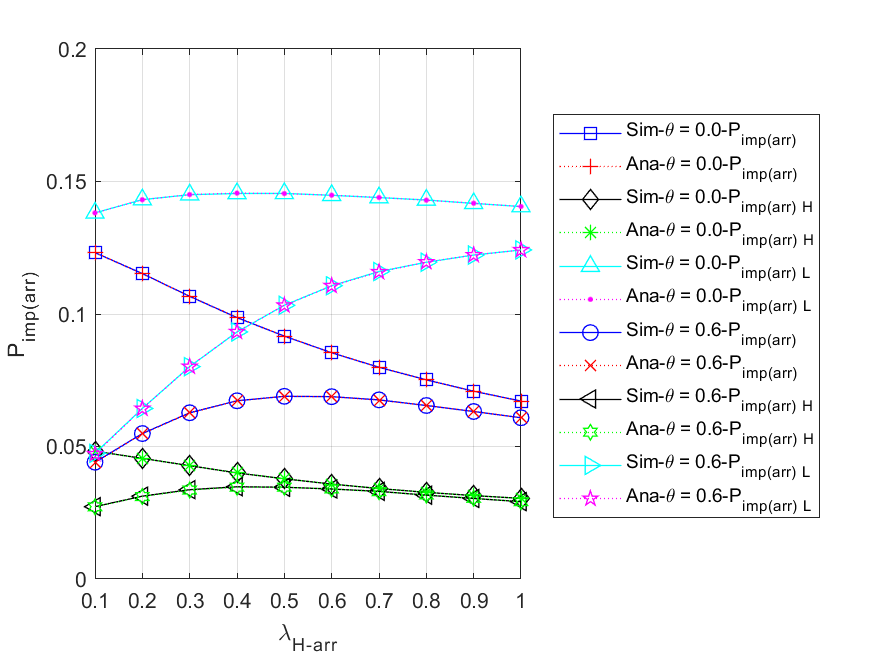 0.2
0.15
0.1
0.05
0
P_imp(arr)
0.1 0.2 0.3 0.4 0.5 0.6 0.7 0.8 0.9 1
λ_H-arr
Sim-θ = 0.0-P_imp(arr)
Ana-θ = 0.0-P_imp(arr)
Sim-θ = 0.0-P_imp(arr) H
Ana-θ = 0.0-P_imp(arr) H
Sim-θ = 0.0-P_imp(arr) L
Ana-θ = 0.0-P_imp(arr) L
Sim-θ = 0.6-P_imp(arr)
Ana-θ = 0.6-P_imp(arr)
Sim-θ = 0.6-P_imp(arr) H
Ana-θ = 0.6-P_imp(arr) H
Sim-θ = 0.6-P_imp(arr) L
Ana-θ = 0.6-P_imp(arr) L